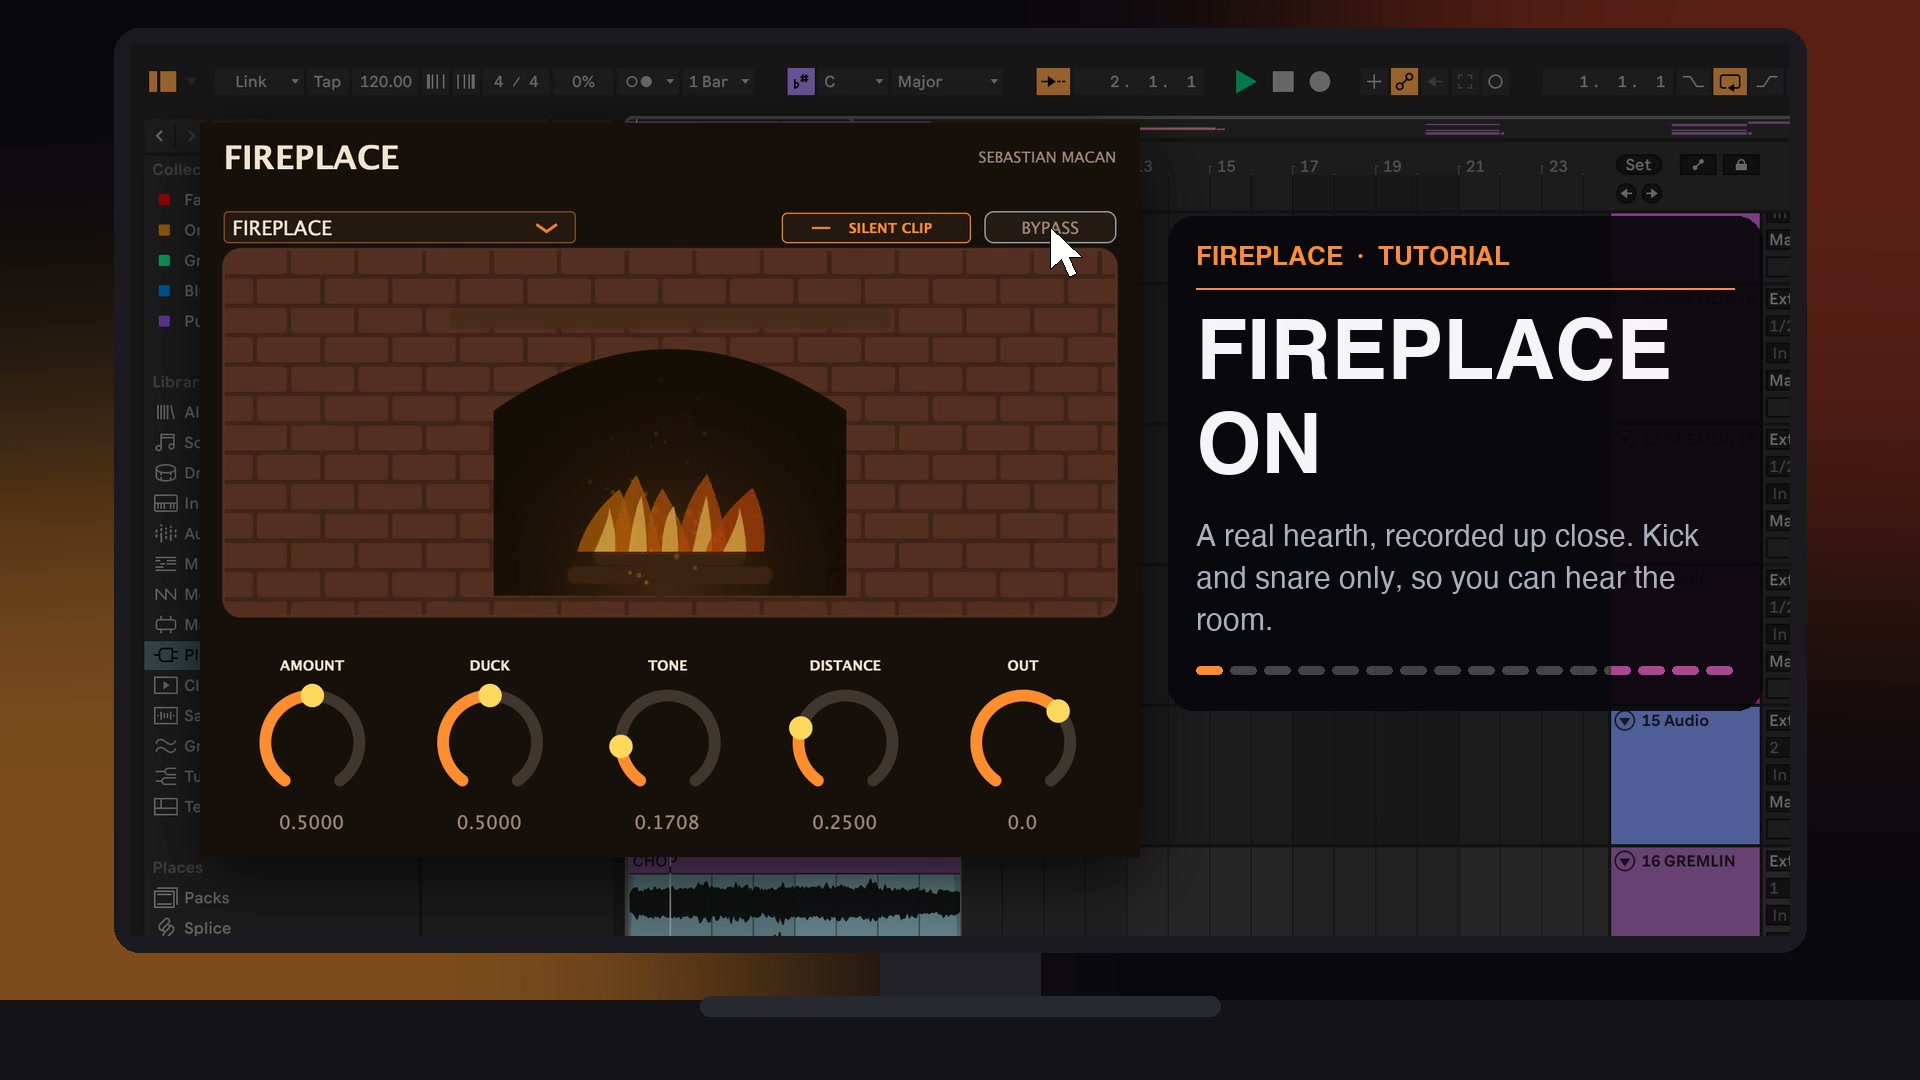 Link Tap 120.00 4 / 4 0% 1 Bar C Major 2. 1. 1 1. 1. 1
FIREPLACE
SEBASTIAN MACAN
FIREPLACE
SILENT CLIP
BYPASS
15 17 19 21 23
Set
FIREPLACE · TUTORIAL
FIREPLACE
ON
A real hearth, recorded up close. Kick
and snare only, so you can hear the
room.
AMOUNT DUCK TONE DISTANCE OUT
0.5000 0.5000 0.1708 0.2500 0.0
CHOP
15 Audio
16 GREMLIN
Places
Packs
Splice